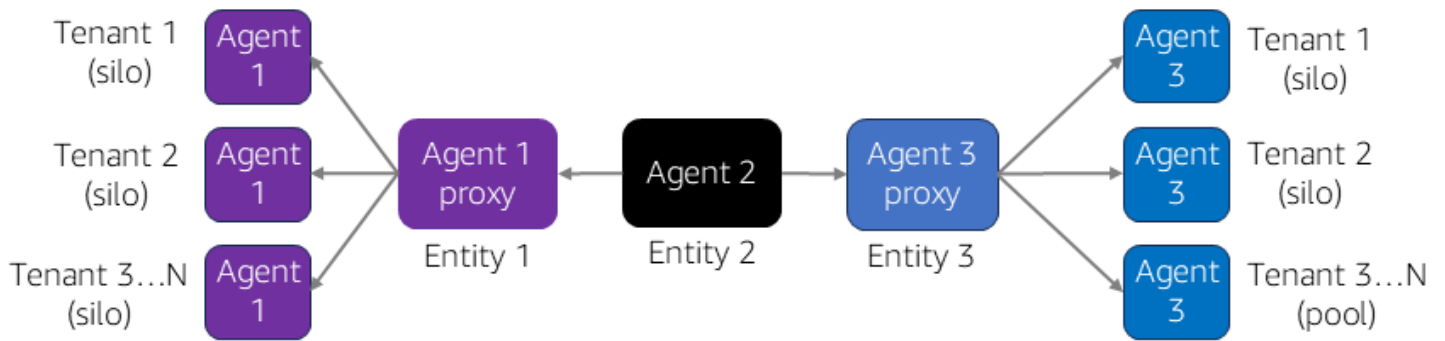 Tenant 1
(silo)
Agent
1
Agent
3
Tenant 1
(silo)
Tenant 2
(silo)
Agent
1
Agent 1
proxy
Entity 1
Agent 2
Entity 2
Agent 3
proxy
Entity 3
Agent
3
Tenant 2
(silo)
Tenant 3...N
(silo)
Agent
1
Agent
3
Tenant 3...N
(pool)